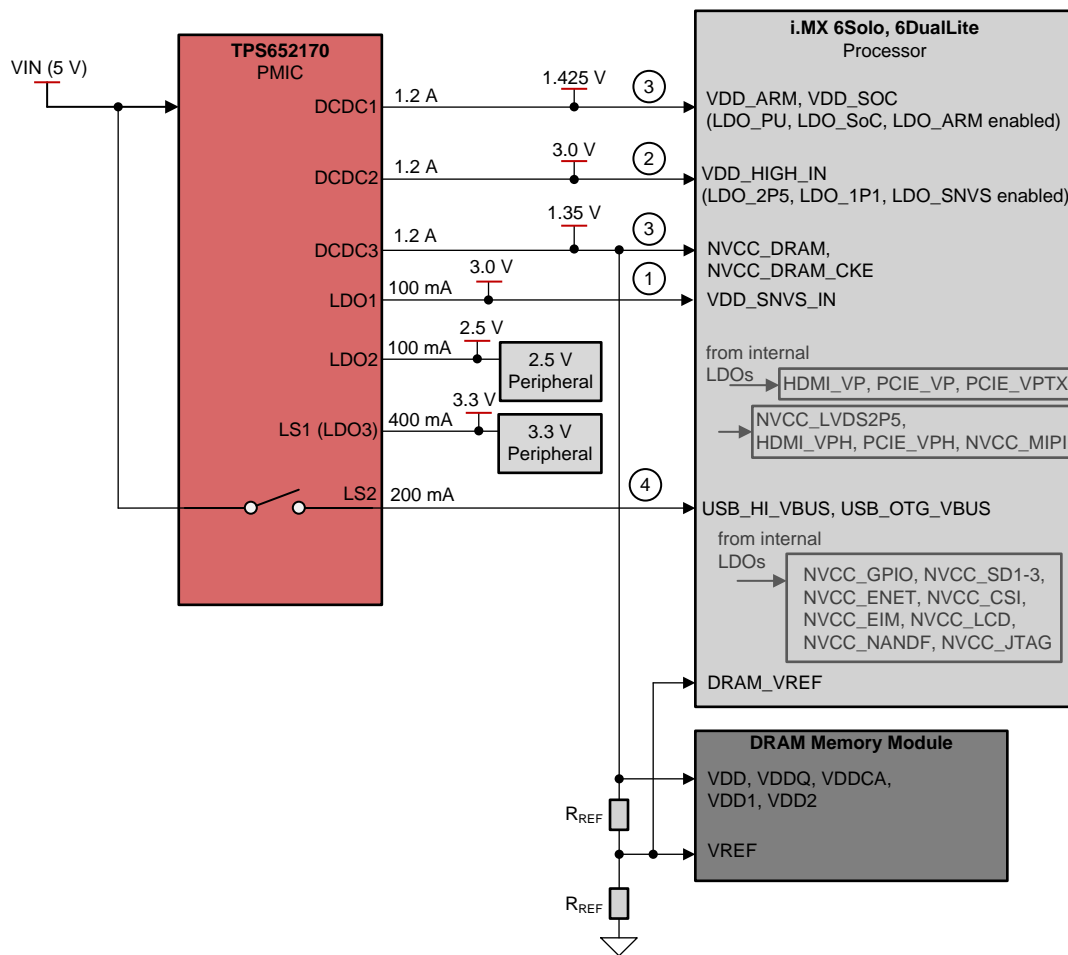 VIN (5 V)
TPS652170
PMIC
DCDC1
1.2 A
1.425 V
3
DCDC2
1.2 A
3.0 V
2
DCDC3
1.2 A
1.35 V
3
LDO1
100 mA
3.0 V
1
LDO2
100 mA
2.5 V
2.5 V
Peripheral
LS1 (LDO3)
400 mA
3.3 V
3.3 V
Peripheral
LS2
200 mA
4
i.MX 6Solo, 6DualLite
Processor
VDD_ARM, VDD_SOC
(LDO_PU, LDO_SoC, LDO_ARM enabled)
VDD_HIGH_IN
(LDO_2P5, LDO_1P1, LDO_SNVS enabled)
NVCC_DRAM,
NVCC_DRAM_CKE
VDD_SNVS_IN
from internal
LDOs
HDMI_VP, PCIE_VP, PCIE_VPTX
NVCC_LVDS2P5,
HDMI_VPH, PCIE_VPH, NVCC_MIPI
USB_HI_VBUS, USB_OTG_VBUS
from internal
LDOs
NVCC_GPIO, NVCC_SD1-3,
NVCC_ENET, NVCC_CSI,
NVCC_EIM, NVCC_LCD,
NVCC_NANDF, NVCC_JTAG
DRAM_VREF
DRAM Memory Module
VDD, VDDQ, VDDCA,
VDD1, VDD2
VREF
RREF
RREF